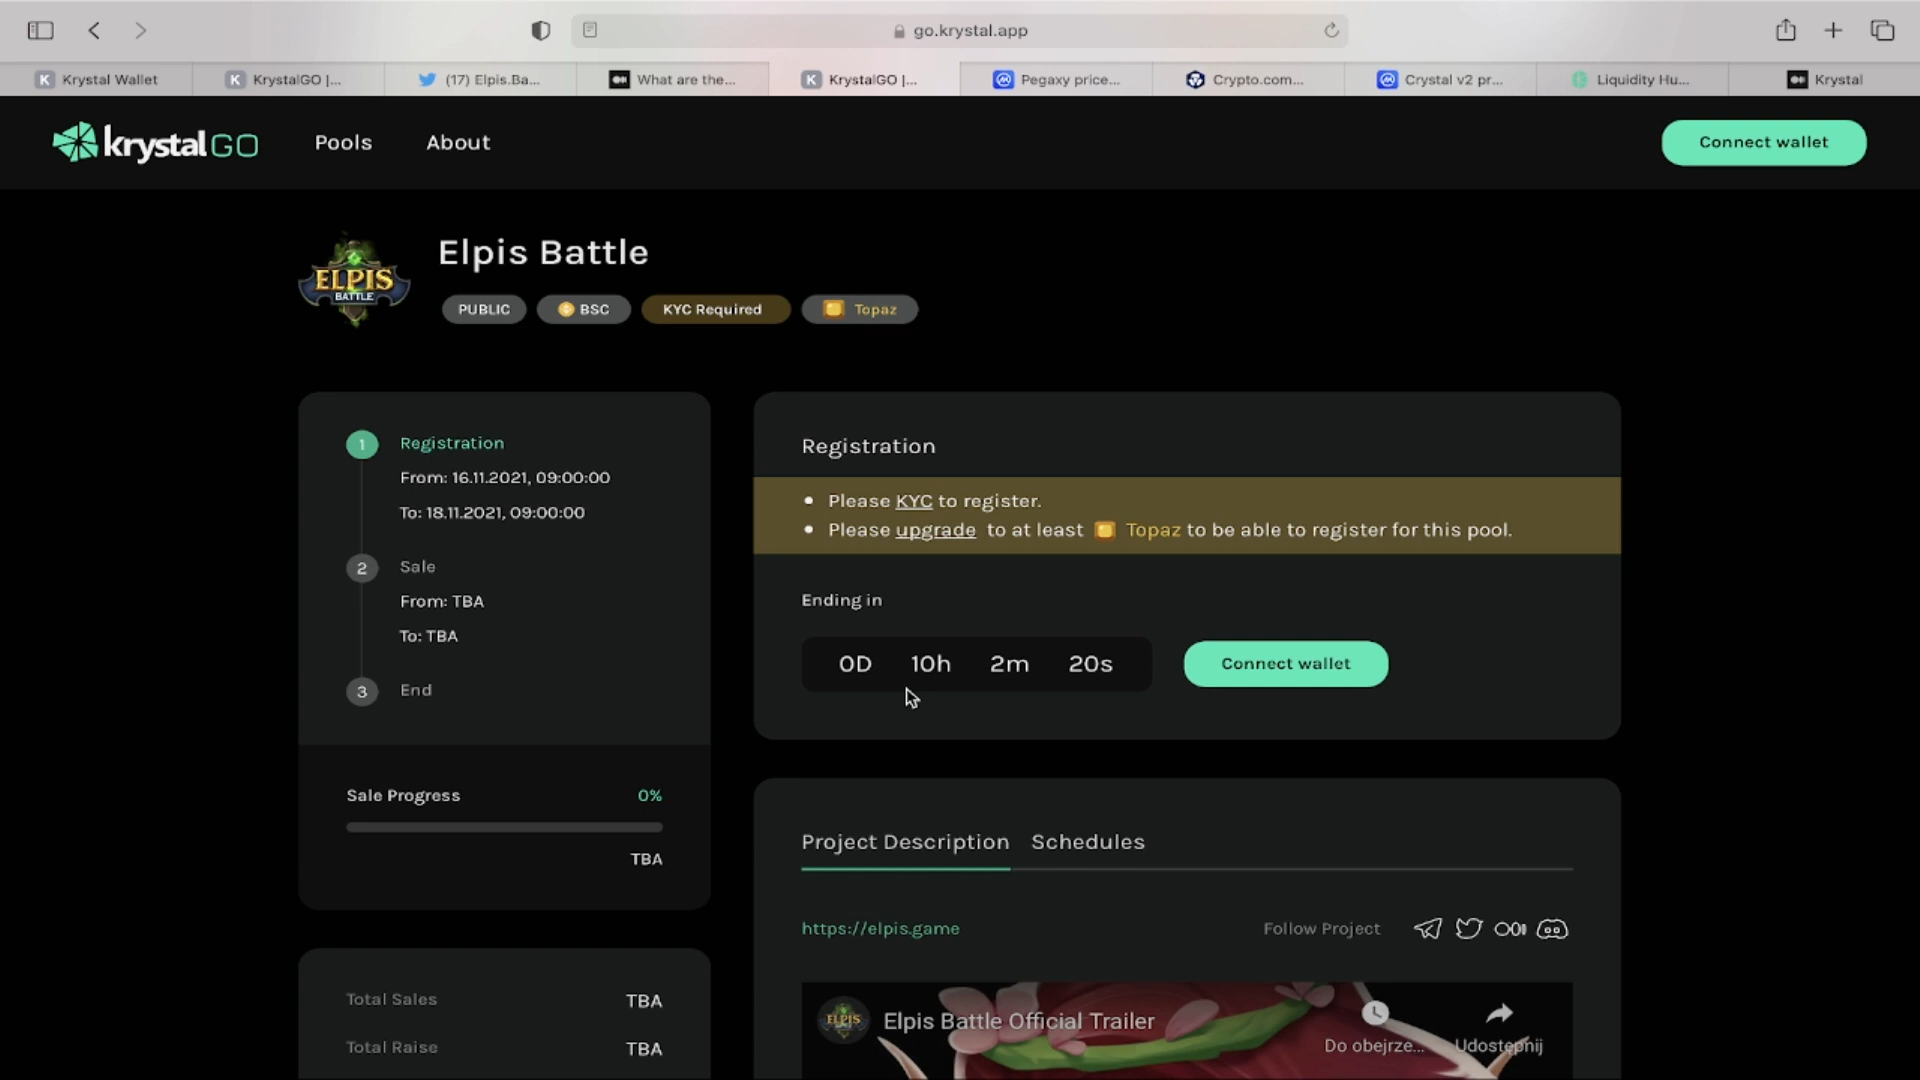 go.krystal.app
Krystal Wallet
KrystalGO |...
(17) Elpis.Ba...
What are the...
KrystalGO |...
Pegaxy price...
Crypto.com...
Crystal v2 pr...
Liquidity Hu...
Krystal
krystalGO
Pools
About
Connect wallet
ELPIS
BATTLE
Elpis Battle
PUBLIC
BSC
KYC Required
Topaz
1
Registration
From: 16.11.2021, 09:00:00
To: 18.11.2021, 09:00:00
2
Sale
From: TBA
To: TBA
3
End
Sale Progress
0%
TBA
Total Sales
TBA
Total Raise
TBA
Registration
Please KYC to register.
Please upgrade to at least Topaz to be able to register for this pool.
Ending in
0D 10h 2m 20s
Connect wallet
Project Description
Schedules
https://elpis.game
Follow Project
ELPIS
Elpis Battle Official Trailer
Do obejrze...
Udostępnij